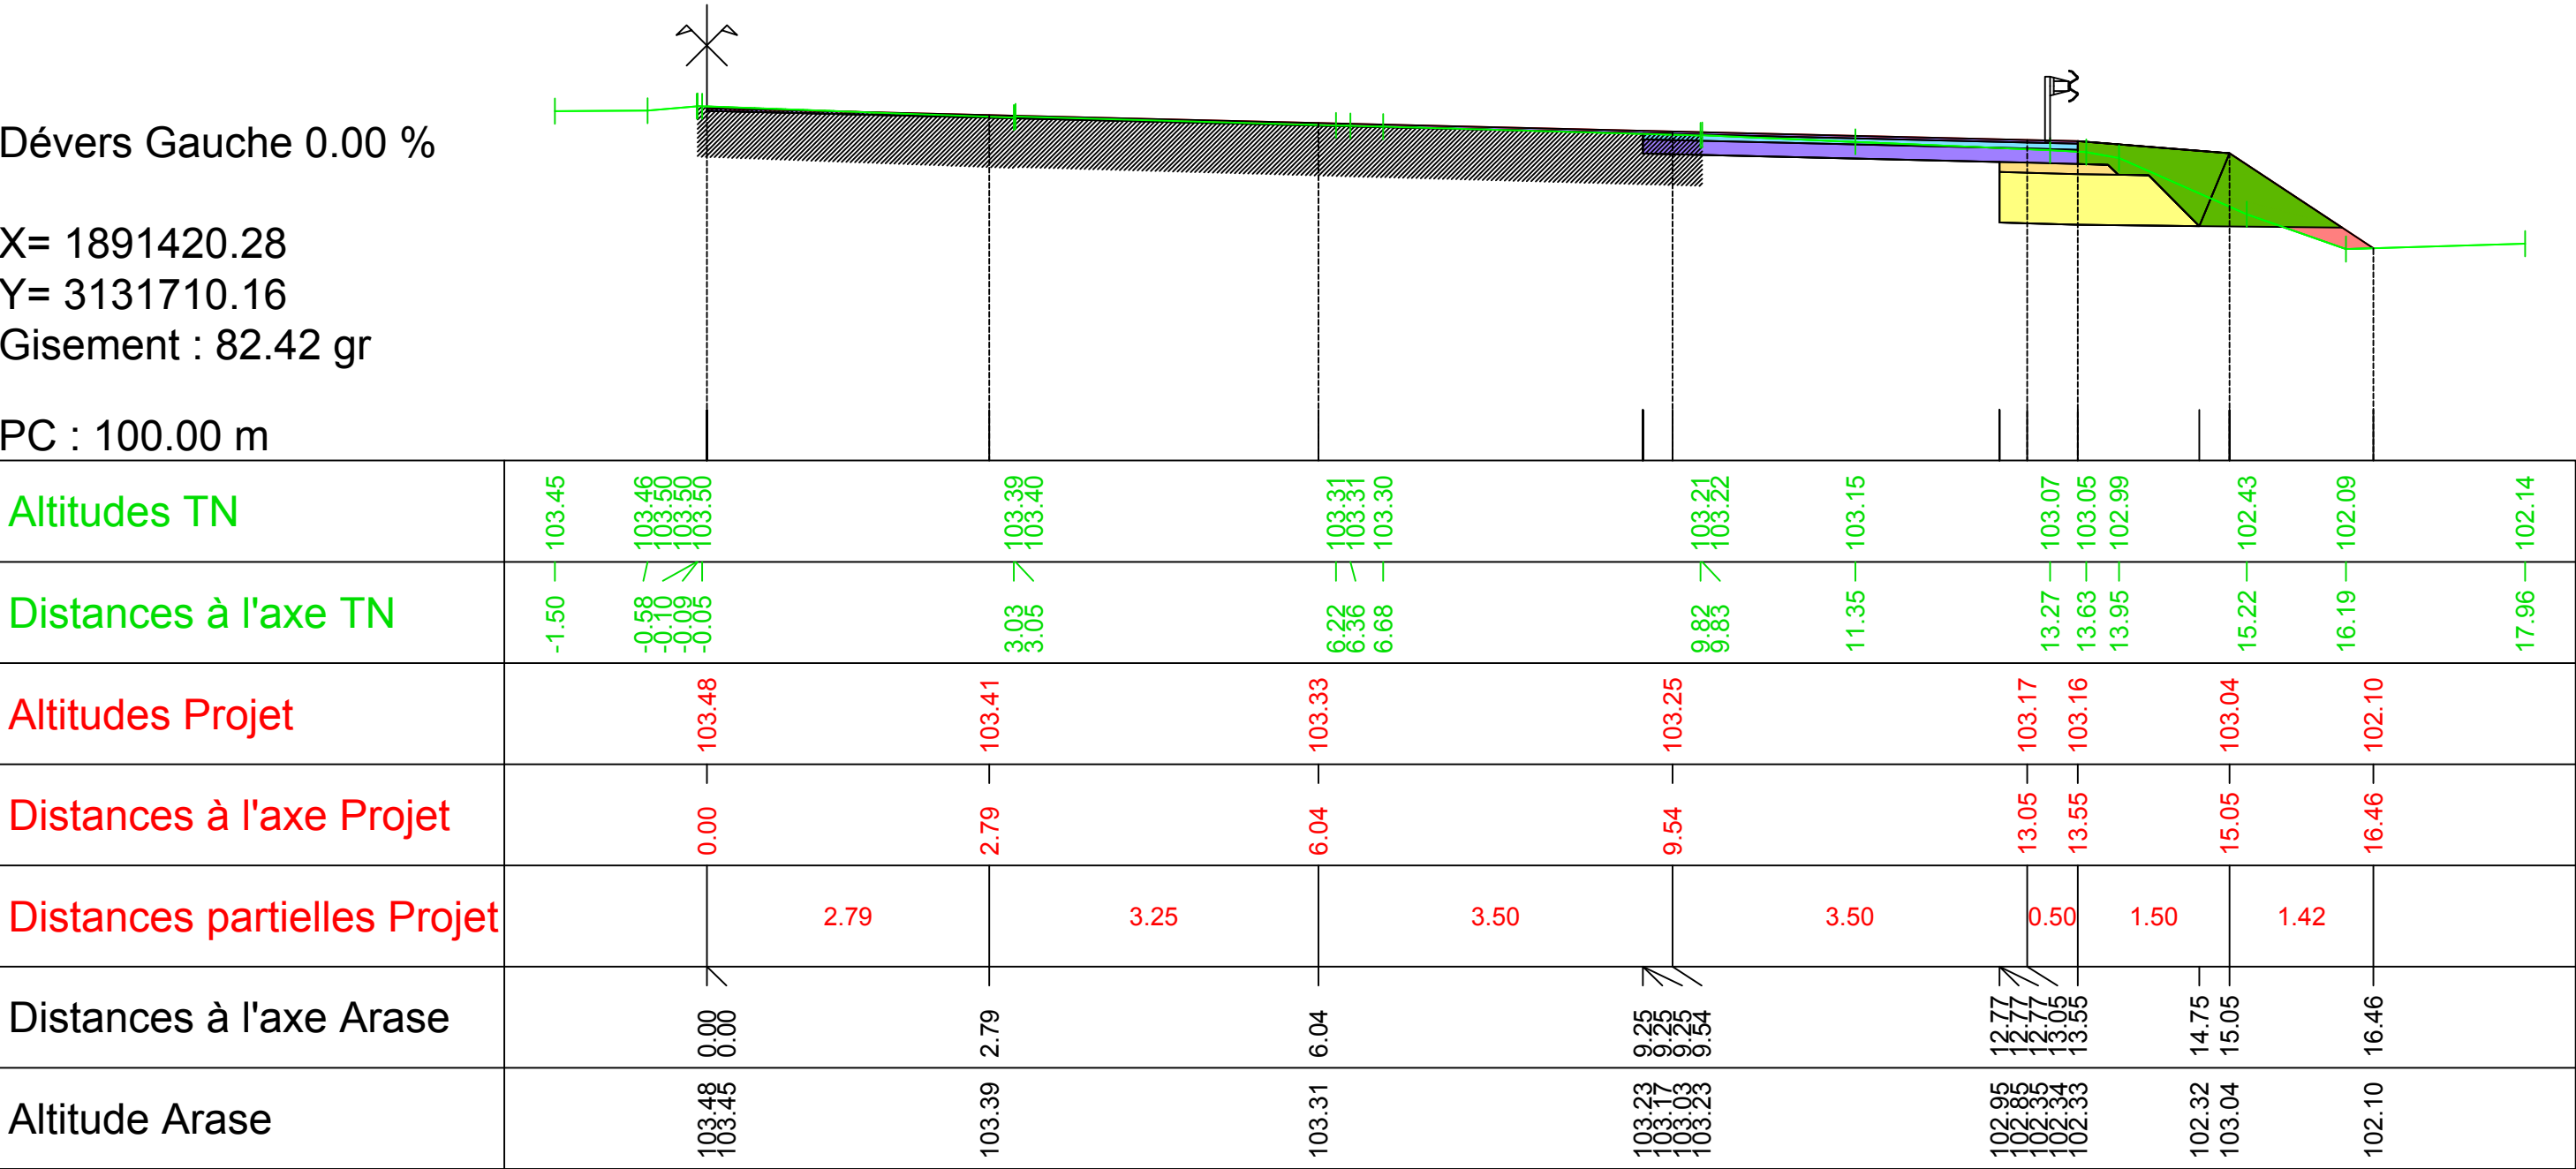 Dévers Gauche 0.00 %
X= 1891420.28
Y= 3131710.16
Gisement : 82.42 gr
PC : 100.00 m
Altitudes TN 103.45 103.46 103.50 103.50 103.50 103.39 103.40 103.31 103.31 103.30 103.21 103.22 103.15 103.07 103.05 102.99 102.43 102.09 102.14
Distances à l'axe TN -1.50 -0.58 -0.10 -0.09 -0.05 3.03 3.05 6.22 6.36 6.68 9.82 9.83 11.35 13.27 13.63 13.95 15.22 16.19 17.96
Altitudes Projet 103.48 103.41 103.33 103.25 103.17 103.16 103.04 102.10
Distances à l'axe Projet 0.00 2.79 6.04 9.54 13.05 13.55 15.05 16.46
Distances partielles Projet 2.79 3.25 3.50 3.50 0.50 1.50 1.42
Distances à l'axe Arase 0.00 0.00 2.79 6.04 9.25 9.25 9.25 9.54 12.77 12.77 12.77 13.05 13.55 14.75 15.05 16.46
Altitude Arase 103.48 103.45 103.39 103.31 103.23 103.17 103.03 103.23 102.95 102.85 102.35 102.34 102.33 102.32 103.04 102.10